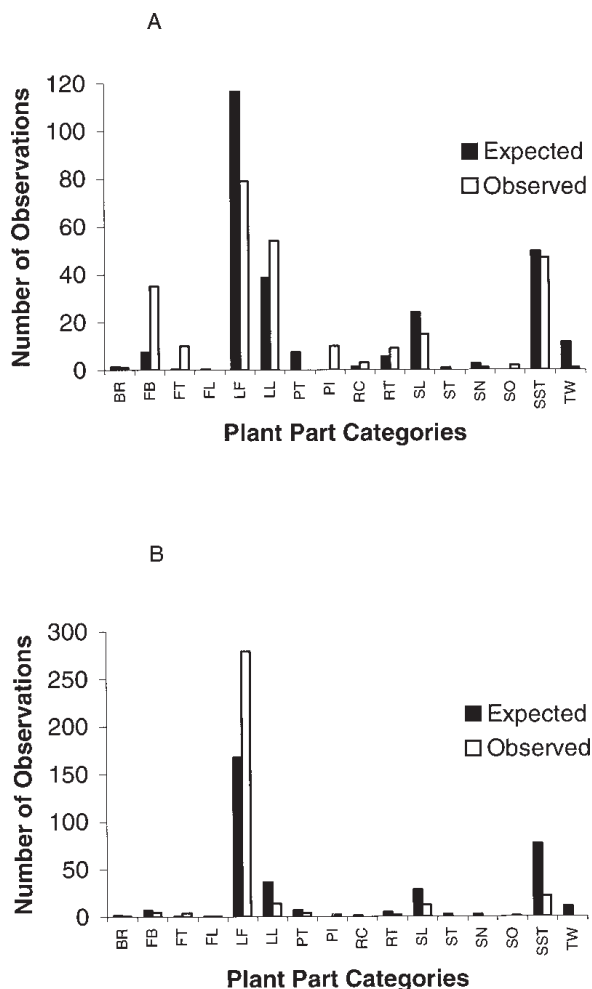 A
Number of Observations
120
100
80
60
40
20
0
Expected
Observed
BR FB FT FL LF LL PT PI RC RT SL ST SN SO SST TW
Plant Part Categories
B
Number of Observations
300
250
200
150
100
50
0
Expected
Observed
BR FB FT FL LF LL PT PI RC RT SL ST SN SO SST TW
Plant Part Categories